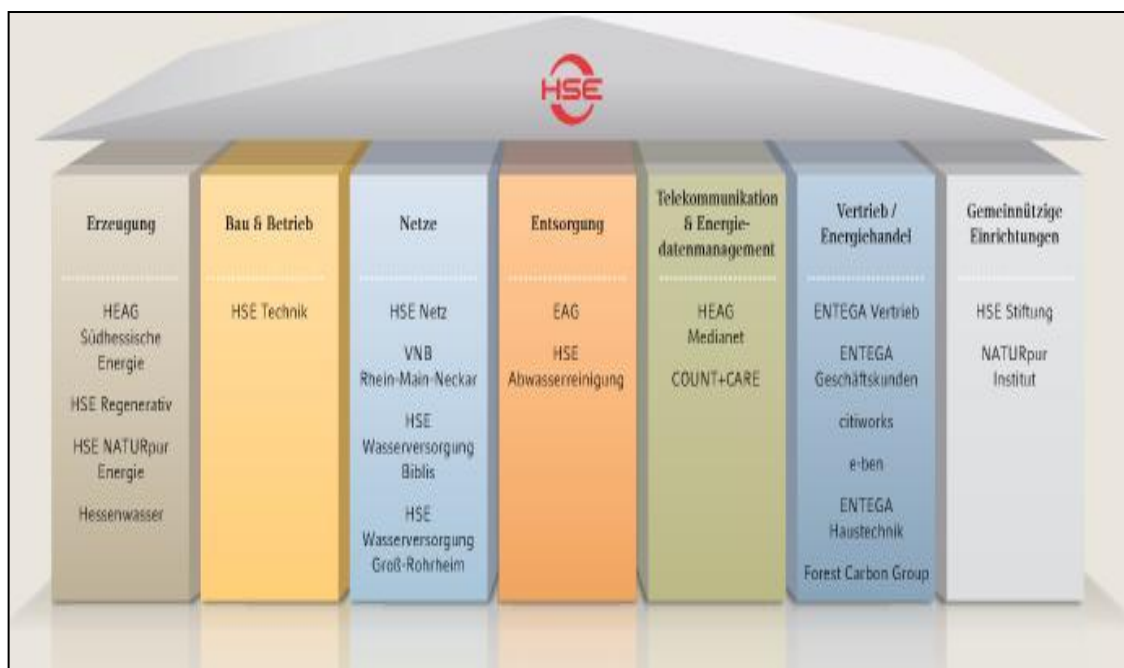 HSE
Erzeugung
HEAG
Südhessische
Energie
HSE Regenerativ
HSE NATURpur
Energie
Hessenwasser
Bau & Betrieb
HSE Technik
Netze
HSE Netz
VNB
Rhein-Main-Neckar
HSE
Wasserversorgung
Biblis
HSE
Wasserversorgung
Groß-Rohrheim
Entsorgung
EAG
HSE
Abwasserreinigung
Telekommunikation
& Energie-
datenmanagement
HEAG
Medianet
COUNT+CARE
Vertrieb /
Energiehandel
ENTEGA Vertrieb
ENTEGA
Geschäftskunden
citiworks
e-ben
ENTEGA
Haustechnik
Forest Carbon Group
Gemeinnützige
Einrichtungen
HSE Stiftung
NATURpur
Institut